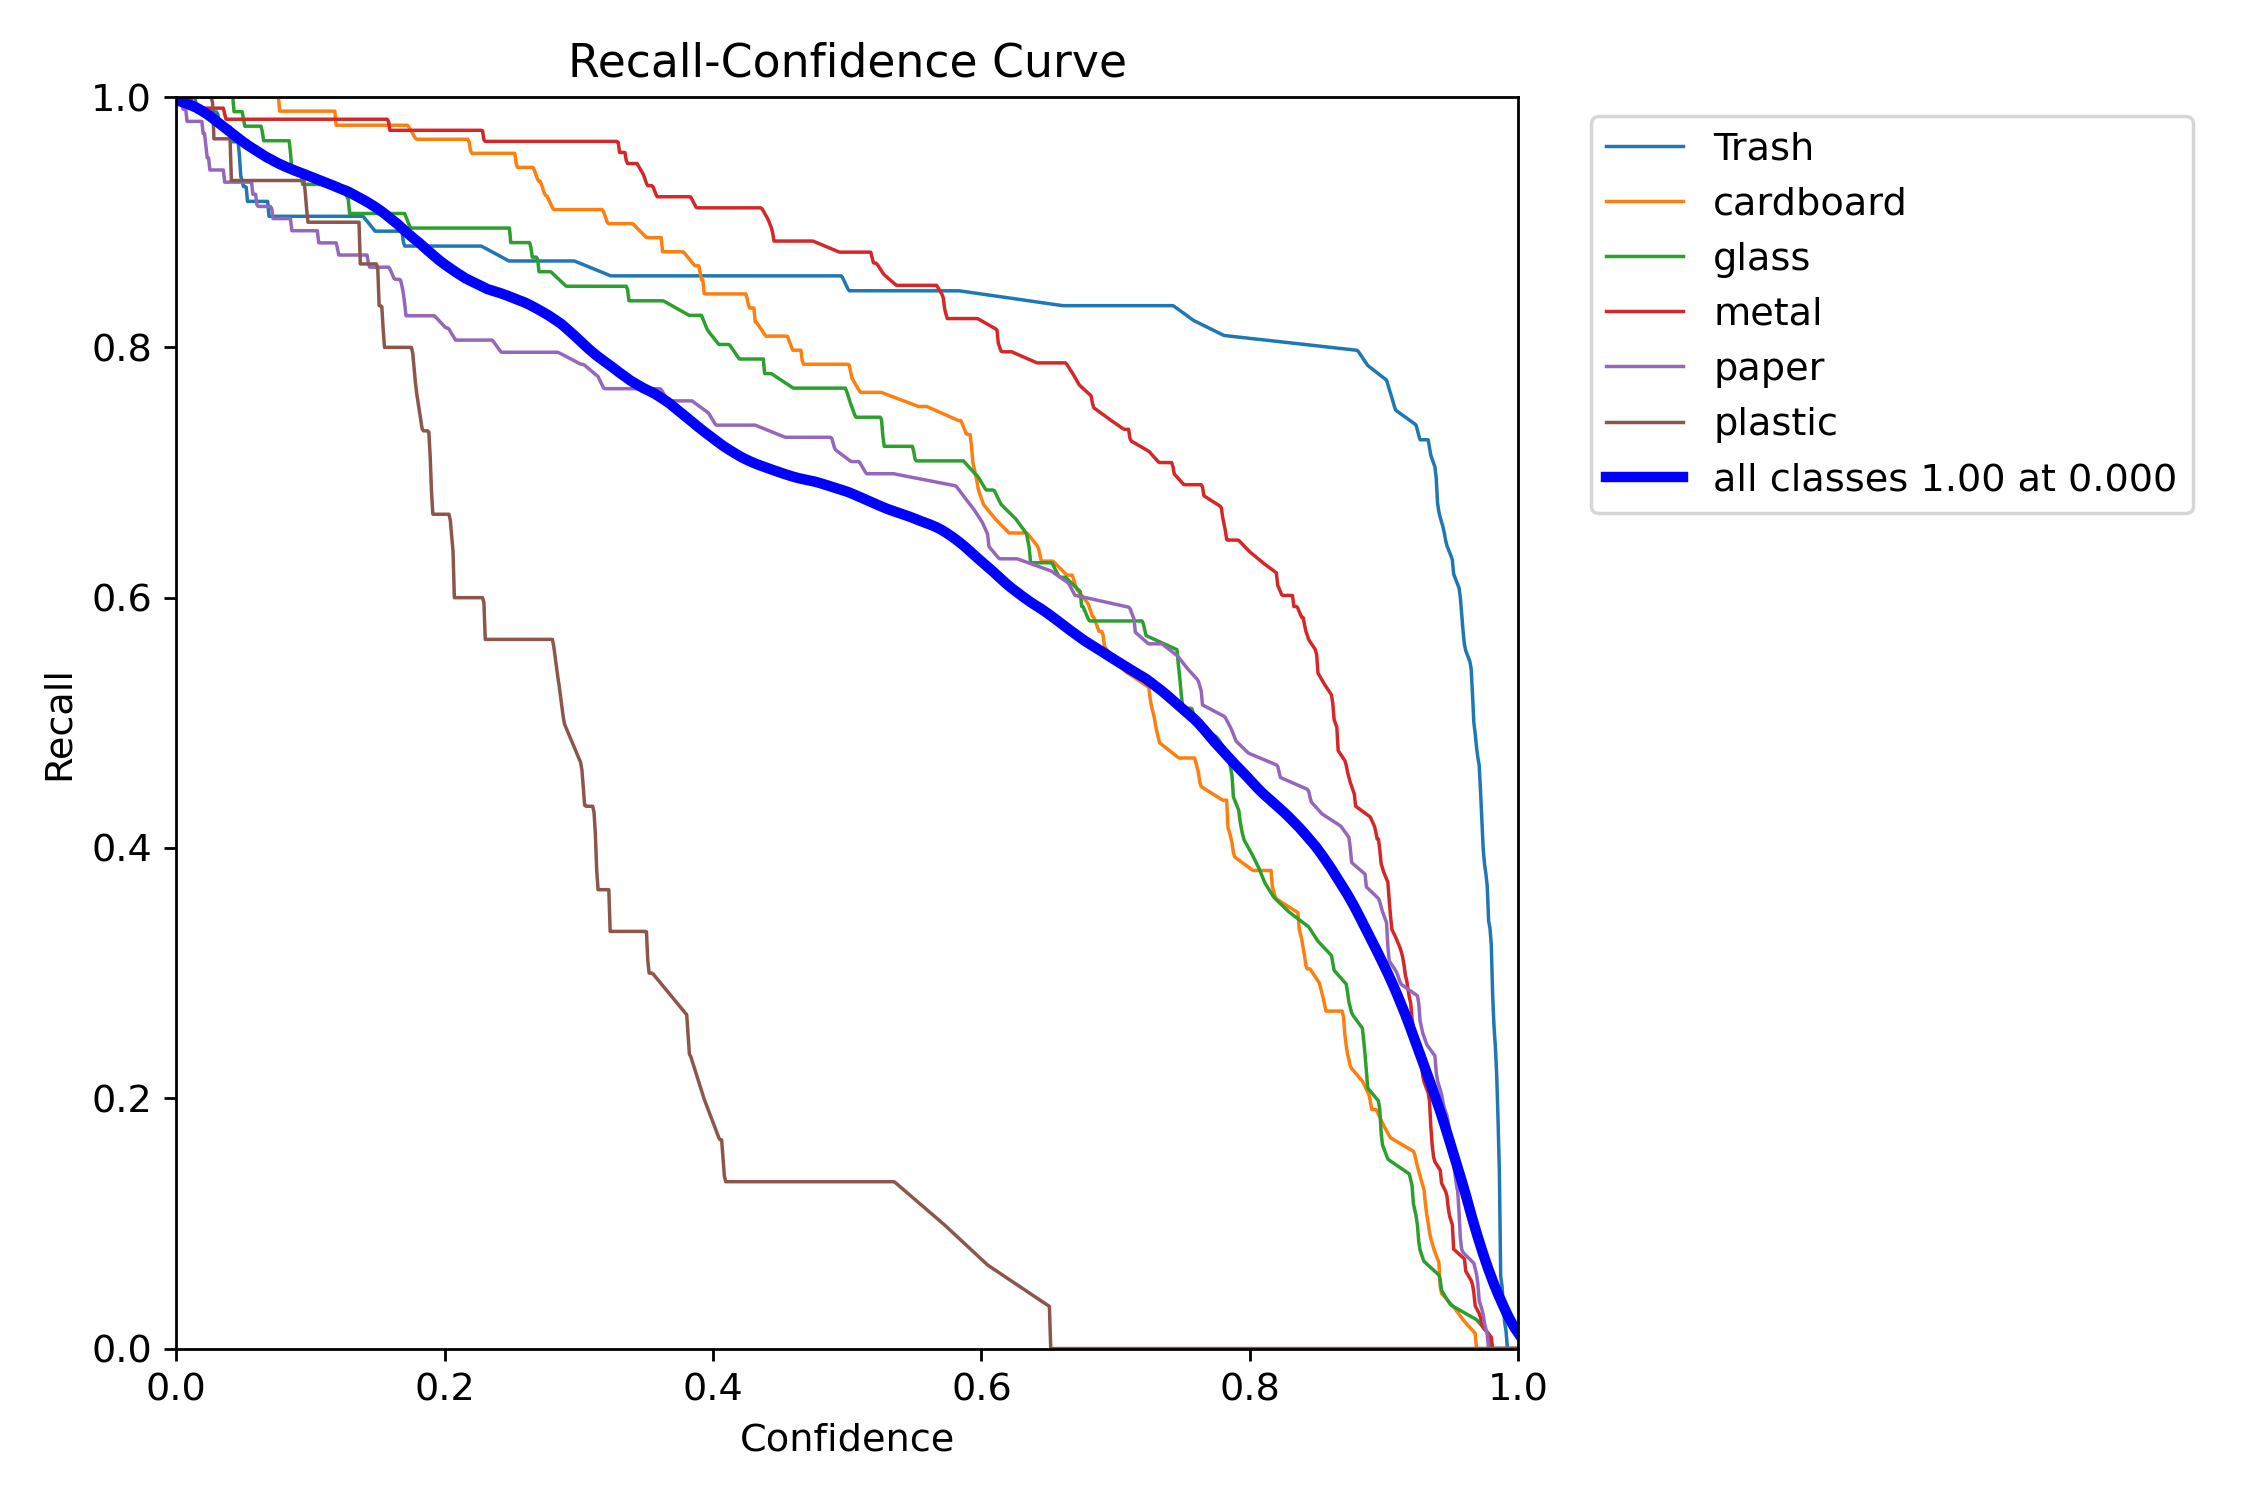 Recall-Confidence Curve
1.0
0.8
0.6
0.4
0.2
0.0
Recall
0.0 0.2 0.4 0.6 0.8 1.0
Confidence
Trash
cardboard
glass
metal
paper
plastic
all classes 1.00 at 0.000